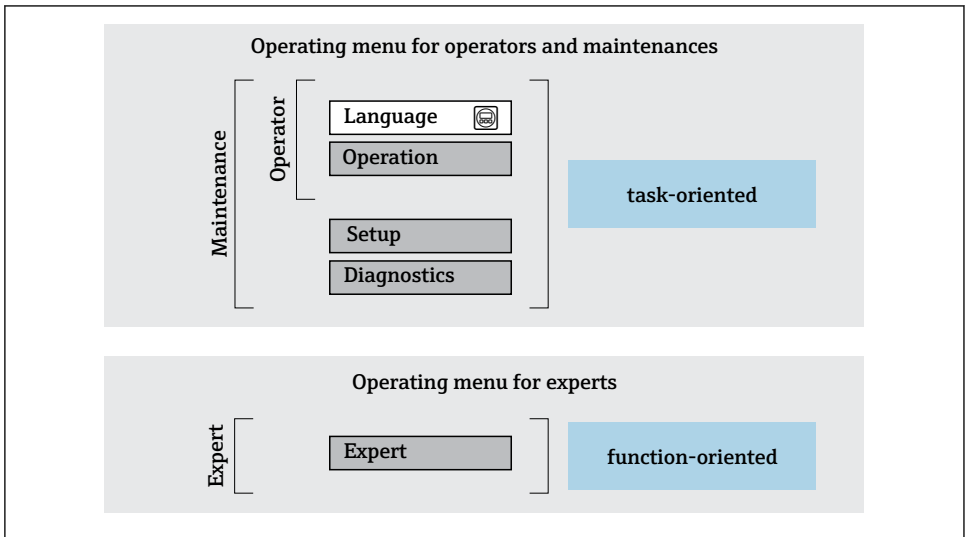 Operating menu for operators and maintenances
Maintenance
Operator
Language
Operation
Setup
Diagnostics
task-oriented
Operating menu for experts
Expert
Expert
function-oriented